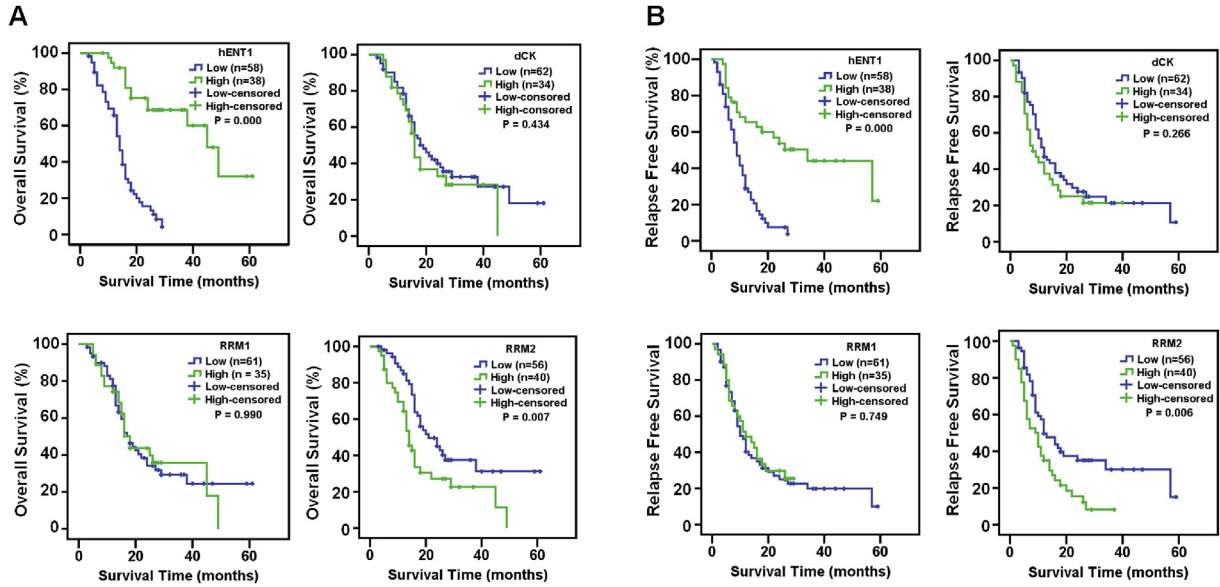 A
B
hENT1
Low (n=58)
High (n=38)
Low-censored
High-censored
P = 0.000
Overall Survival (%)
100
80
60
40
20
0
0 20 40 60
Survival Time (months)
dCK
Low (n=62)
High (n=34)
Low-consored
High-censored
P = 0.434
Overall Survival (%)
100
80
60
40
20
0
0 20 40 60
Survival Time (months)
hENT1
Low (n=58)
High (n=38)
Low-censored
High-censored
P = 0.000
Relapse Free Survival (%)
100
80
60
40
20
0
0 20 40 60
Survival Time (months)
dCK
Low (n=62)
High (n=34)
Low-censored
High-censored
P = 0.266
Relapse Free Survival (%)
100
80
60
40
20
0
0 20 40 60
Survival Time (months)
RRM1
Low (n=61)
High (n = 35)
Low-censored
High-censored
P = 0.990
Overall Survival (%)
100
80
60
40
20
0
0 20 40 60
Survival Time (months)
RRM2
Low (n=56)
High (n=40)
Low-censored
High-censored
P = 0.007
Overall Survival (%)
100
80
60
40
20
0
0 20 40 60
Survival Time (months)
RRM1
Low (n=61)
High (n=35)
Low-censored
High-censored
P = 0.749
Relapse Free Survival
100
80
60
40
20
0
0 20 40 60
Survival Time (months)
RRM2
Low (n=56)
High (n=40)
Low-censored
High-censored
P = 0.006
Relapse Free Survival
100
80
60
40
20
0
0 20 40 60
Survival Time (months)